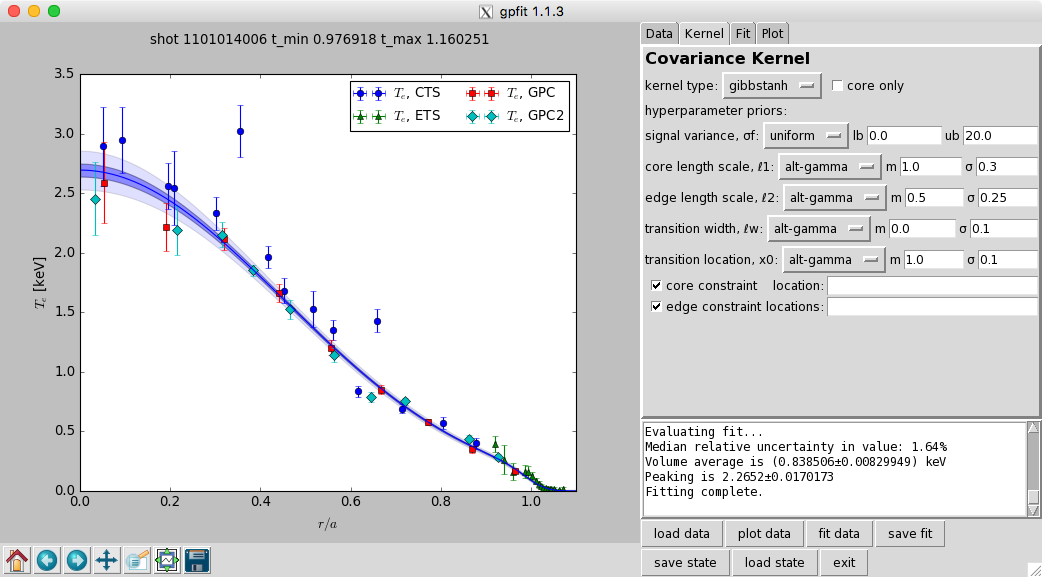 gpfit 1.1.3
shot 1101014006 t_min 0.976918 t_max 1.160251
3.5
3.0
2.5
2.0
1.5
1.0
0.5
0.0
Te [keV]
Te, CTS
Te, GPC
Te, ETS
Te, GPC2
0.0 0.2 0.4 0.6 0.8 1.0
r/a
Data Kernel Fit Plot
Covariance Kernel
kernel type: gibbstanh core only
hyperparameter priors:
signal variance, σf: uniform lb 0.0 ub 20.0
core length scale, ℓ1: alt-gamma m 1.0 σ 0.3
edge length scale, ℓ2: alt-gamma m 0.5 σ 0.25
transition width, ℓw: alt-gamma m 0.0 σ 0.1
transition location, x0: alt-gamma m 1.0 σ 0.1
core constraint location:
edge constraint locations:
Evaluating fit...
Median relative uncertainty in value: 1.64%
Volume average is (0.838506±0.00829949) keV
Peaking is 2.2652±0.0170173
Fitting complete.
load data plot data fit data save fit
save state load state exit